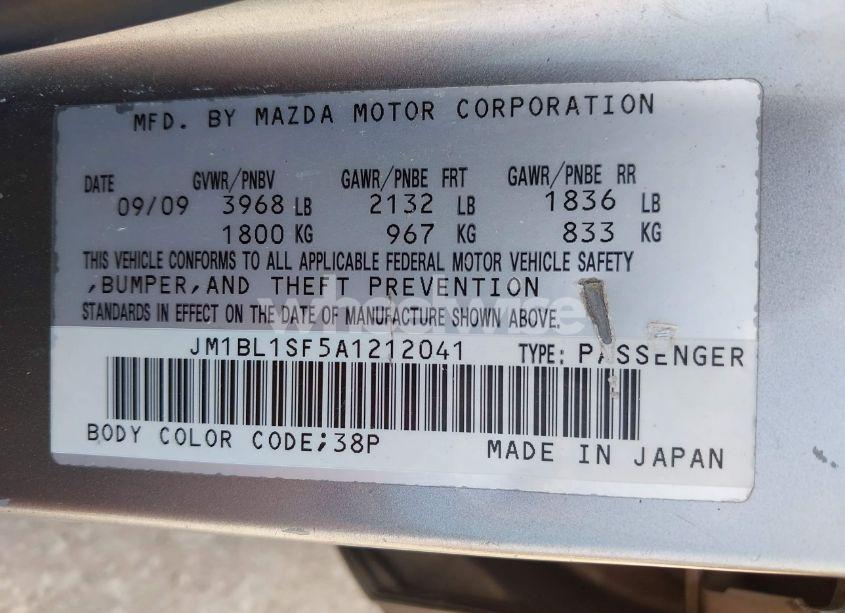 MFD. BY MAZDA MOTOR CORPORATION
DATE GVWR/PNBV GAWR/PNBE FRT GAWR/PNBE RR
09/09 3968 LB 2132 LB 1836 LB
1800 KG 967 KG 833 KG
THIS VEHICLE CONFORMS TO ALL APPLICABLE FEDERAL MOTOR VEHICLE SAFETY
,BUMPER,AND THEFT PREVENTION
wheelwise
STANDARDS IN EFFECT ON THE DATE OF MANUFACTURE SHOWN ABOVE.
JM1BL1SF5A1212041 TYPE: PASSENGER
BODY COLOR CODE;38P MADE IN JAPAN